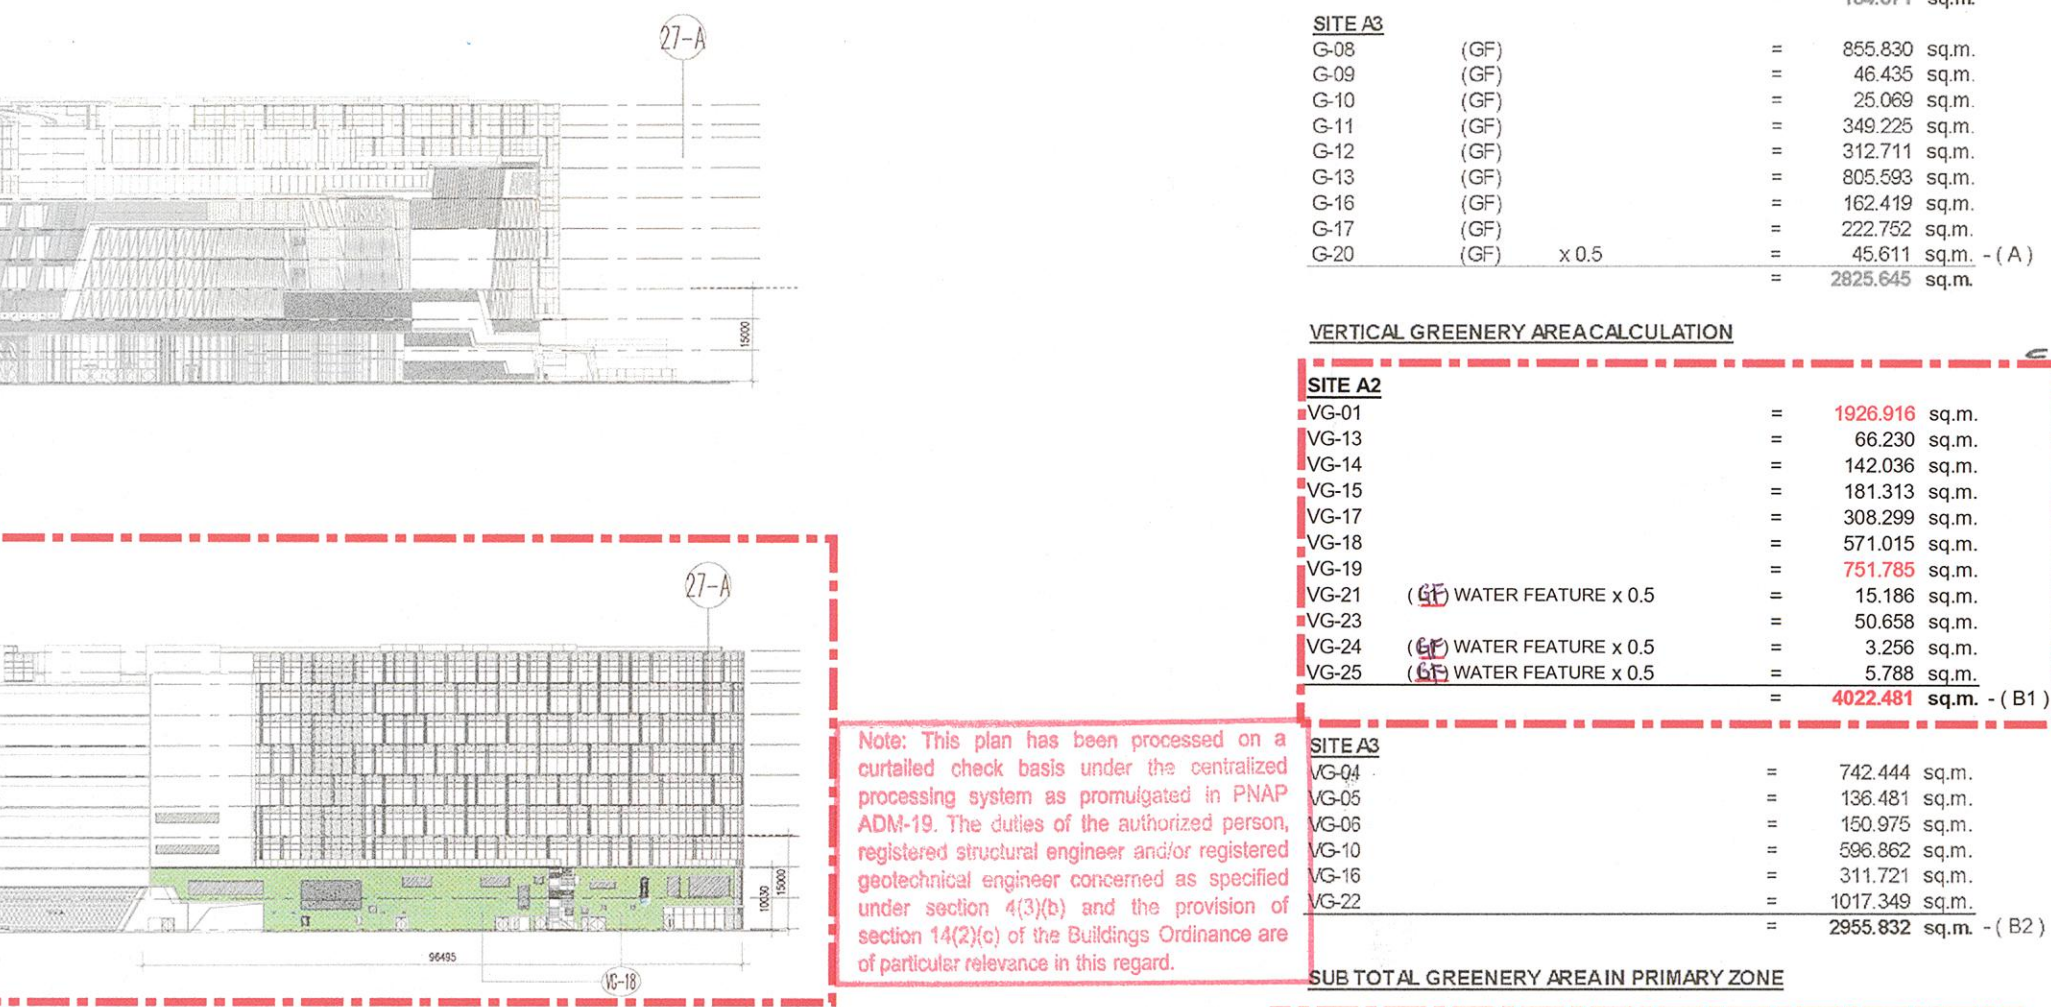 27-A
15000
27-A
10030
15000
96495
VG-18
Note: This plan has been processed on a
curtailed check basis under the centralized
processing system as promulgated in PNAP
ADM-19. The duties of the authorized person,
registered structural engineer and/or registered
geotechnical engineer concerned as specified
under section 4(3)(b) and the provision of
section 14(2)(c) of the Buildings Ordinance are
of particular relevance in this regard.
sq.m.
SITE A3
G-08 (GF) = 855.830 sq.m.
G-09 (GF) = 46.435 sq.m.
G-10 (GF) = 25.069 sq.m.
G-11 (GF) = 349.225 sq.m.
G-12 (GF) = 312.711 sq.m.
G-13 (GF) = 805.593 sq.m.
G-16 (GF) = 162.419 sq.m.
G-17 (GF) = 222.752 sq.m.
G-20 (GF) x 0.5 = 45.611 sq.m. - ( A )
= 2825.645 sq.m.
VERTICAL GREENERY AREA CALCULATION
SITE A2
VG-01 = 1926.916 sq.m.
VG-13 = 66.230 sq.m.
VG-14 = 142.036 sq.m.
VG-15 = 181.313 sq.m.
VG-17 = 308.299 sq.m.
VG-18 = 571.015 sq.m.
VG-19 = 751.785 sq.m.
VG-21 (GF) WATER FEATURE x 0.5 = 15.186 sq.m.
VG-23 = 50.658 sq.m.
VG-24 (GF) WATER FEATURE x 0.5 = 3.256 sq.m.
VG-25 (GF) WATER FEATURE x 0.5 = 5.788 sq.m.
= 4022.481 sq.m. - ( B1 )
SITE A3
VG-04 = 742.444 sq.m.
VG-05 = 136.481 sq.m.
VG-06 = 150.975 sq.m.
VG-10 = 596.862 sq.m.
VG-16 = 311.721 sq.m.
VG-22 = 1017.349 sq.m.
= 2955.832 sq.m. - ( B2 )
SUB TOTAL GREENERY AREA IN PRIMARY ZONE